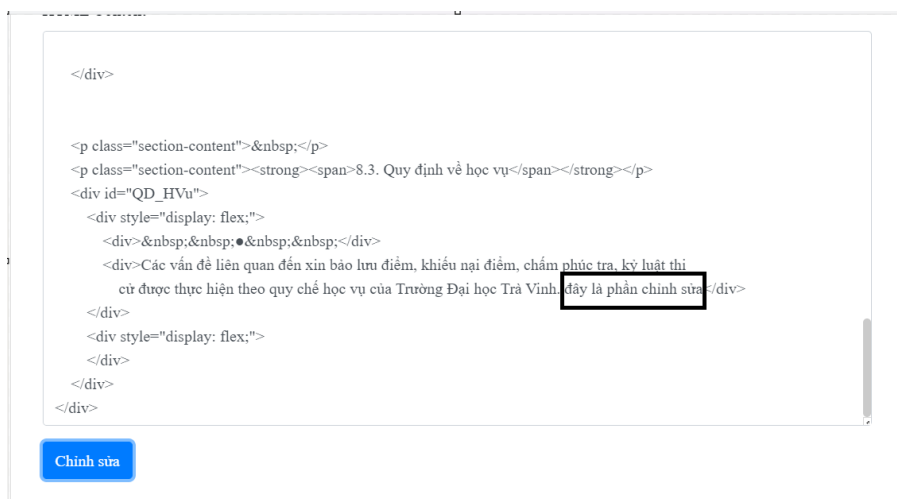 </div>
<p class="section-content">&nbsp;</p>
<p class="section-content"><strong><span>8.3. Quy định về học vụ</span></strong></p>
<div id="QD_HVu">
<div style="display: flex;">
<div>&nbsp;&nbsp;●&nbsp;&nbsp;</div>
<div>Các vấn đề liên quan đến xin bảo lưu điểm, khiếu nại điểm, chấm phúc tra, kỷ luật thi
cử được thực hiện theo quy chế học vụ của Trường Đại học Trà Vinh. đây là phần chỉnh sửa</div>
</div>
<div style="display: flex;">
</div>
</div>
</div>
Chỉnh sửa